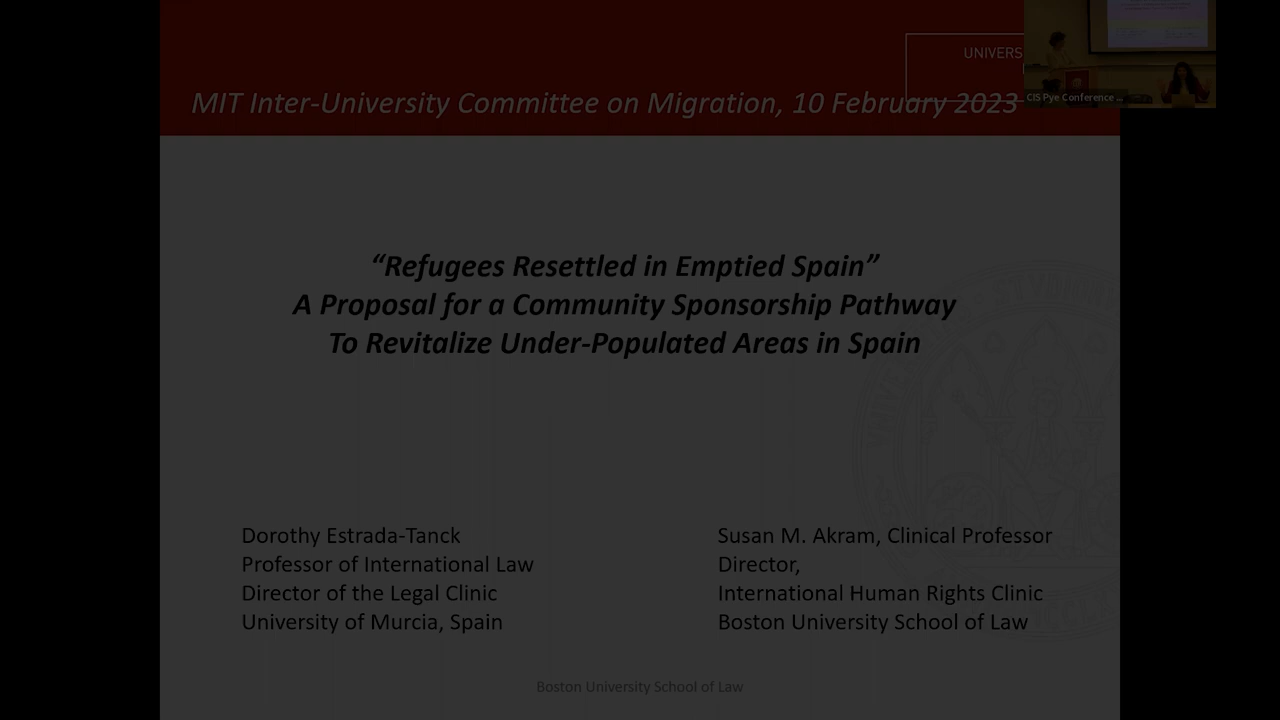 UNIVERS
MIT Inter-University Committee on Migration, 10 February 2023
CIS Pye Conference ...
“Refugees Resettled in Emptied Spain”
A Proposal for a Community Sponsorship Pathway
To Revitalize Under-Populated Areas in Spain
Dorothy Estrada-Tanck
Professor of International Law
Director of the Legal Clinic
University of Murcia, Spain
Susan M. Akram, Clinical Professor
Director,
International Human Rights Clinic
Boston University School of Law
Boston University School of Law